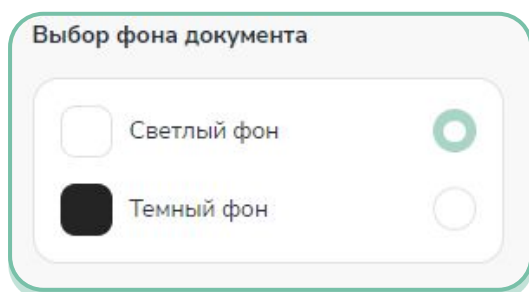 Выбор фона документа
Светлый фон
Темный фон